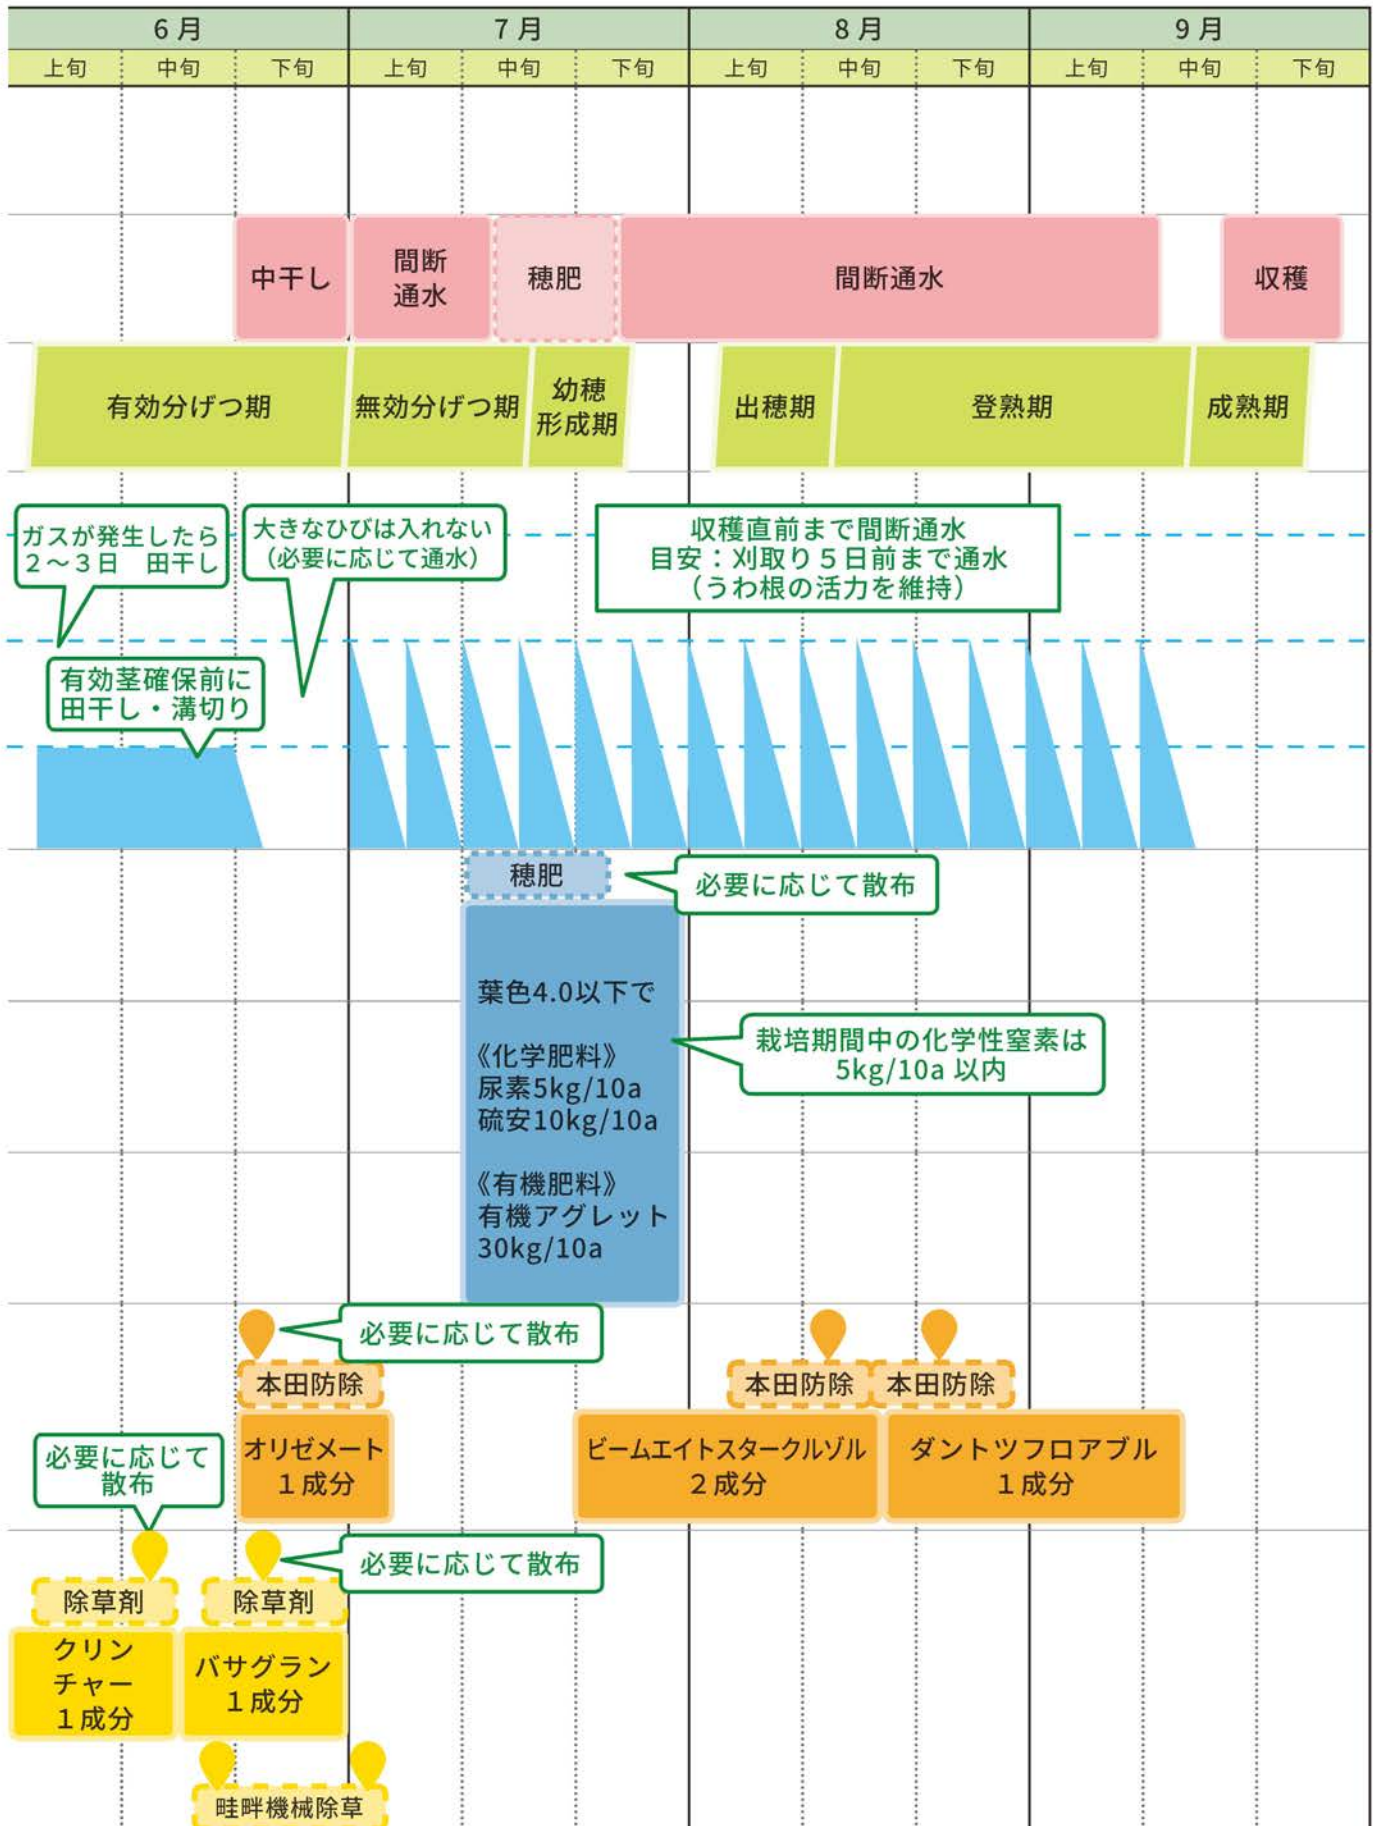 6月
7月
8月
9月
上旬
中旬
下旬
上旬
中旬
下旬
上旬
中旬
下旬
上旬
中旬
下旬
中干し
間断
通水
穂肥
間断通水
収穫
有効分げつ期
無効分げつ期
幼穂
形成期
出穂期
登熟期
成熟期
ガスが発生したら
２～３日　田干し
大きなひびは入れない
（必要に応じて通水）
収穫直前まで間断通水
目安：刈取り５日前まで通水
（うわ根の活力を維持）
有効茎確保前に
田干し・溝切り
穂肥
必要に応じて散布
葉色4.0以下で
《化学肥料》
尿素5kg/10a
硫安10kg/10a
《有機肥料》
有機アグレット
30kg/10a
栽培期間中の化学性窒素は
5kg/10a 以内
必要に応じて散布
本田防除
本田防除
本田防除
オリゼメート
１成分
ビームエイトスタークルゾル
２成分
ダントツフロアブル
１成分
必要に応じて
散布
必要に応じて散布
除草剤
除草剤
クリン
チャー
１成分
バサグラン
１成分
畦畔機械除草